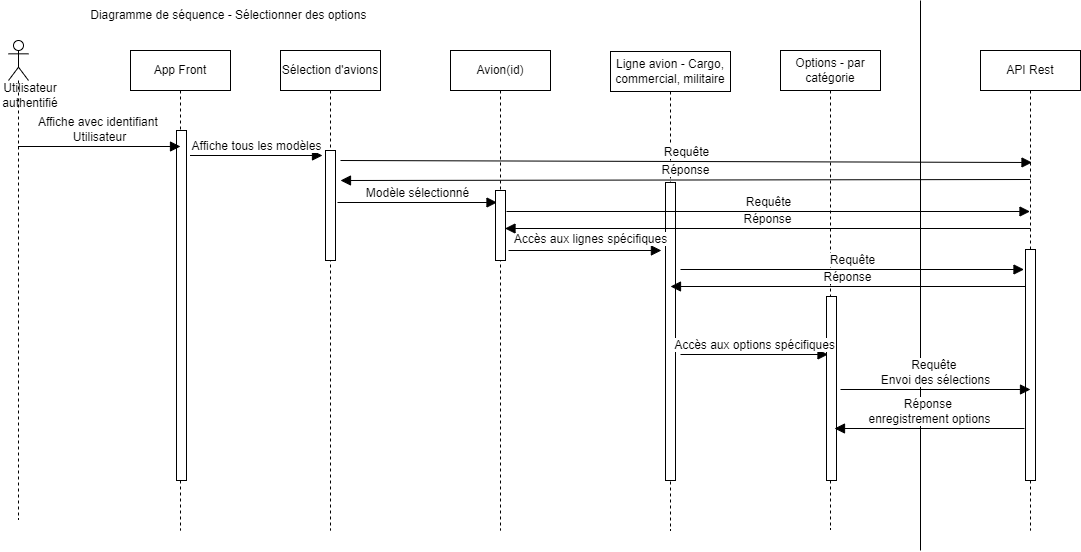 Diagramme de séquence - Sélectionner des options
Utilisateur
authentifié
App Front
Sélection d'avions
Avion(id)
Ligne avion - Cargo,
commercial, militaire
Options - par
catégorie
API Rest
Affiche avec identifiant
Utilisateur
Affiche tous les modèles
Requête
Réponse
Modèle sélectionné
Requête
Réponse
Accès aux lignes spécifiques
Requête
Réponse
Accès aux options spécifiques
Requête
Envoi des sélections
Réponse
enregistrement options